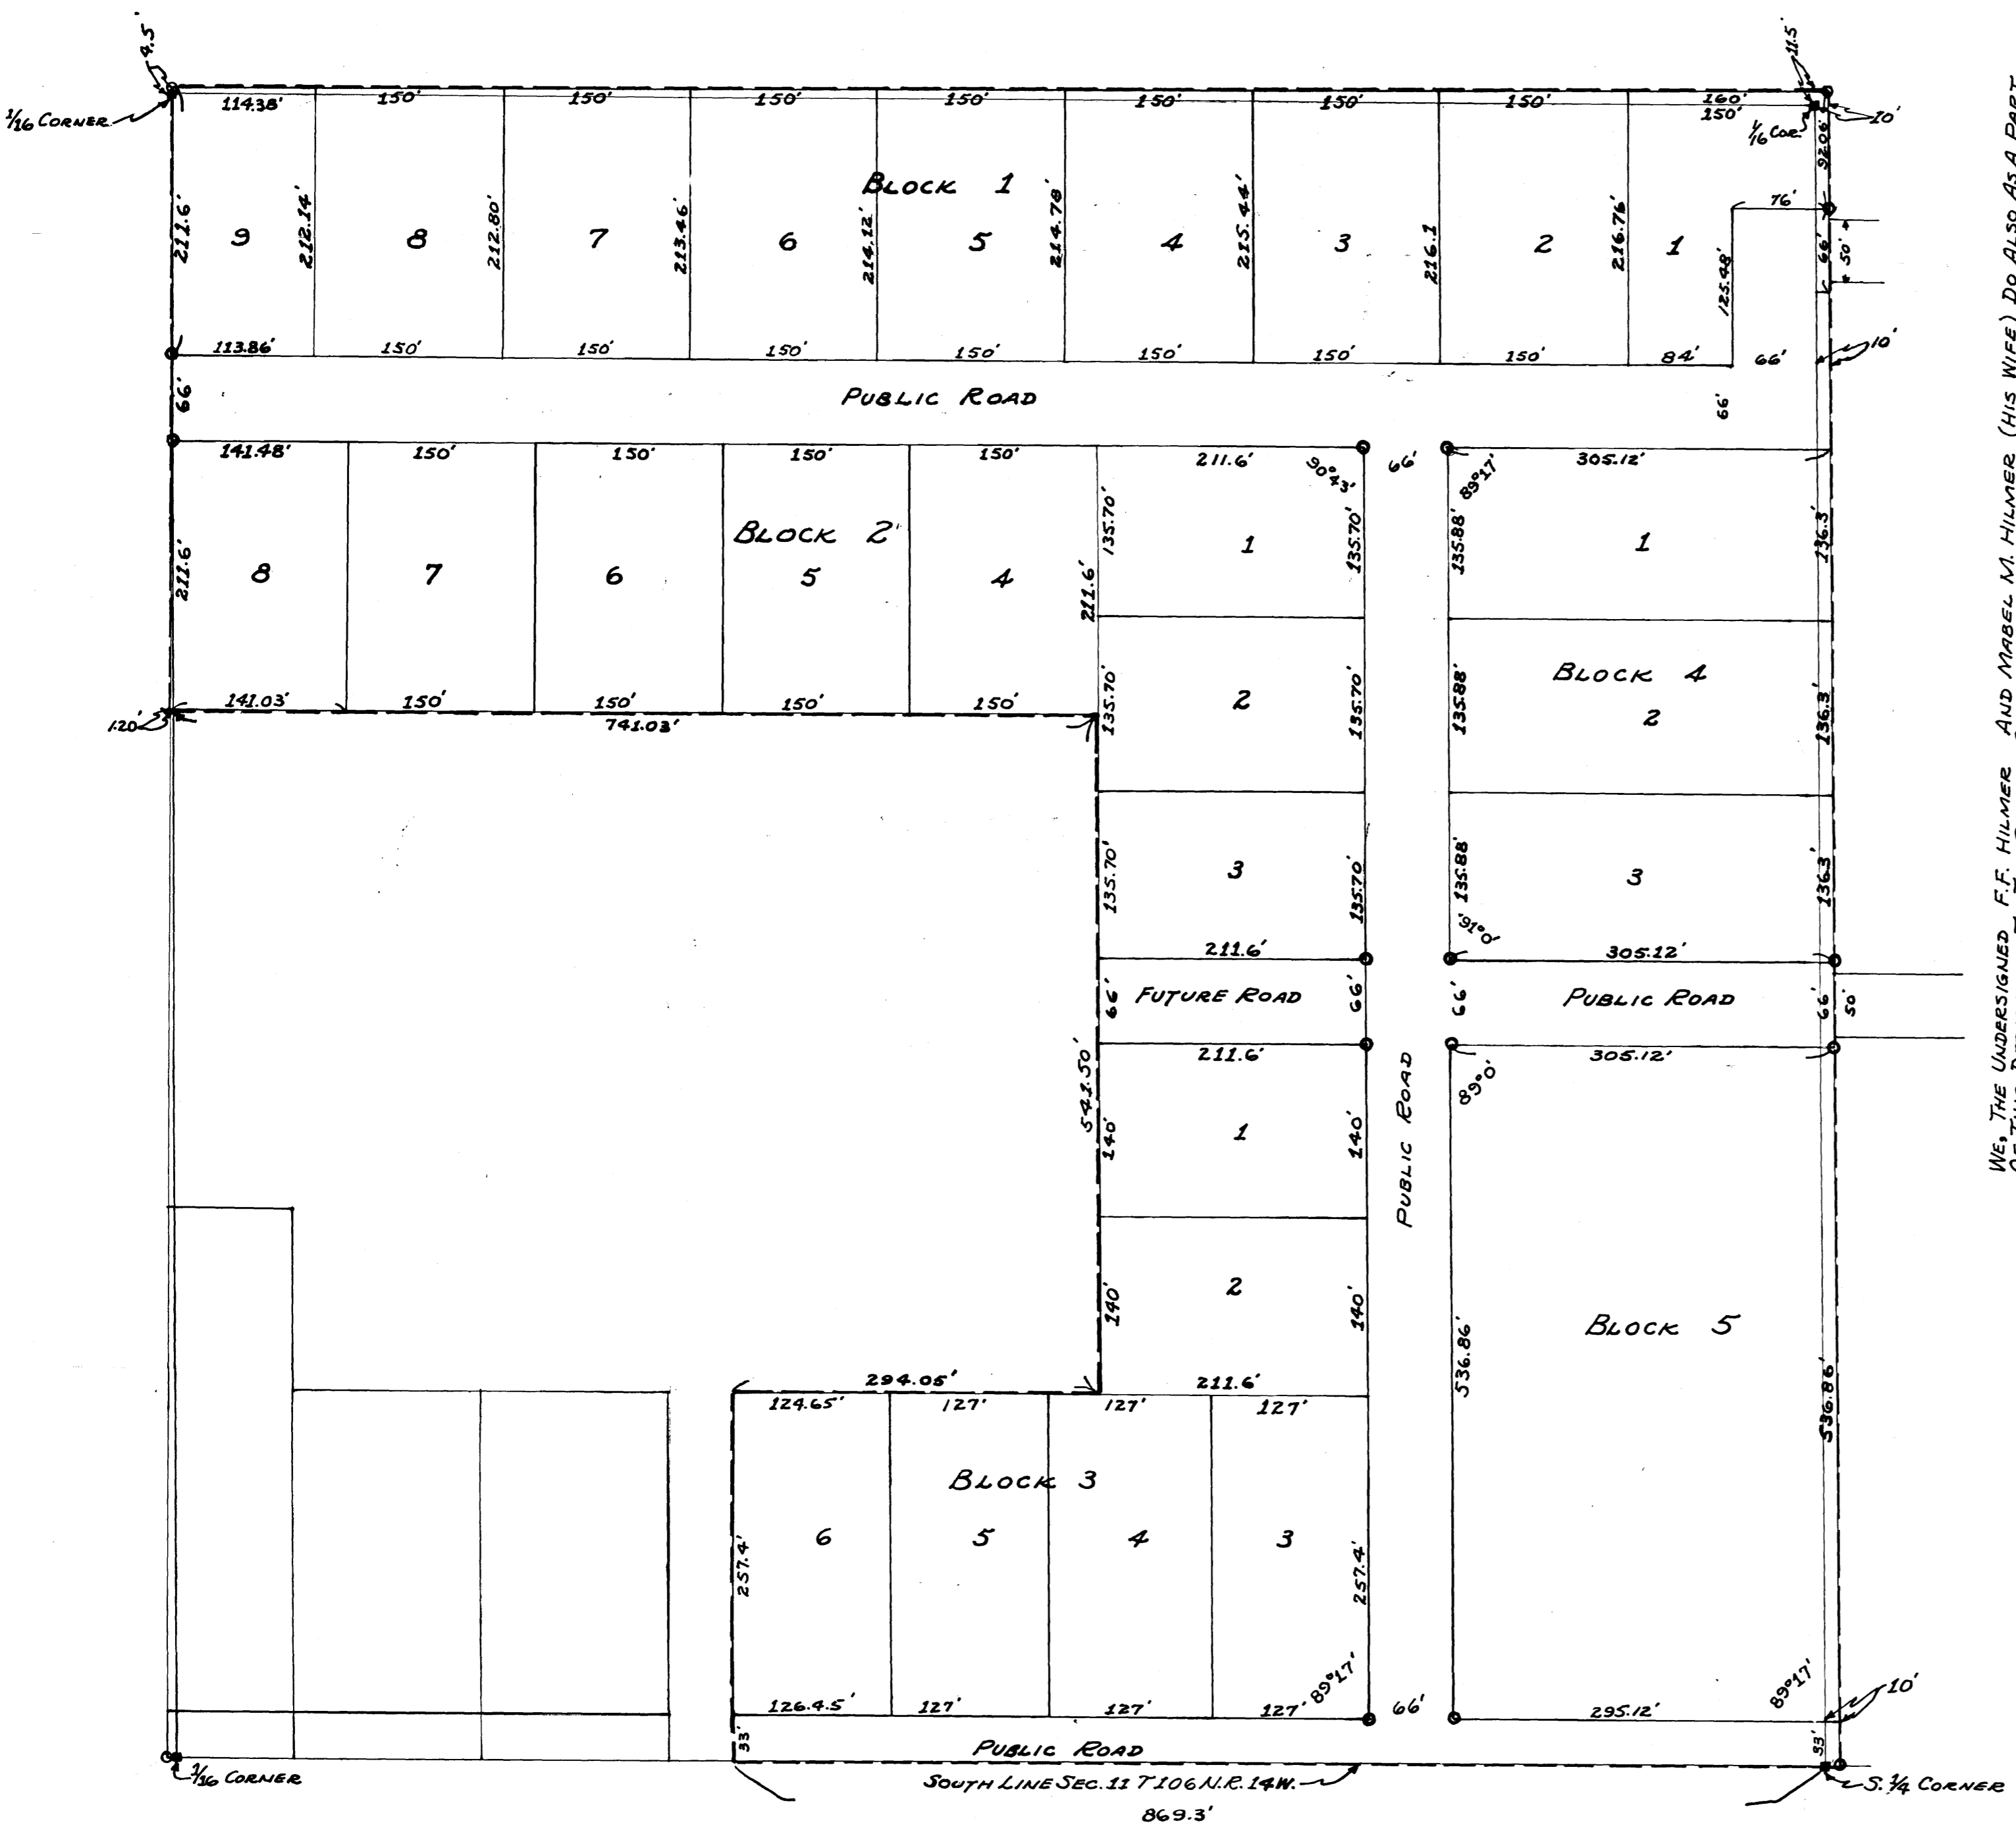 4.5'
11.5'
1/16 CORNER
114.38' 150' 150' 150' 150' 150' 150' 150' 160'
150'
1/16 COR.
10'
92.06'
BLOCK 1
76'
211.6' 212.14' 212.80' 213.46' 214.12' 214.78' 215.44' 216.1 216.76' 125.48' 66' 50'
9 8 7 6 5 4 3 2 1
113.86' 150' 150' 150' 150' 150' 150' 150' 84' 66'
10'
66'
PUBLIC ROAD
66'
141.48' 150' 150' 150' 150' 211.6' 90°43' 66' 89°17' 305.12'
BLOCK 2
211.6' 135.70' 135.70' 135.88' 136.3'
8 7 6 5 4 1 1
211.6'
BLOCK 4
135.70' 2 135.70' 135.88' 2 136.3'
141.03' 150' 150' 150' 150'
1.20'
741.03'
135.70' 3 135.70' 135.88' 3 136.3'
91°0'
211.6' 305.12'
66' FUTURE ROAD 66' 66' PUBLIC ROAD 66' 50'
211.6' 305.12'
541.50'
89°0'
140' 1 140'
PUBLIC ROAD
140' 2 140'
536.86' BLOCK 5 536.86'
294.05' 211.6'
124.65' 127' 127' 127'
BLOCK 3
257.4' 6 5 4 3 257.4'
126.4.5' 127' 127' 127' 89°17' 66' 295.12' 89°17' 10'
33' PUBLIC ROAD 33'
1/16 CORNER
SOUTH LINE SEC. 11 T 106 N. R. 14 W.
S. 1/4 CORNER
869.3'
WE, THE UNDERSIGNED F.F. HILMER AND MABEL M. HILMER (HIS WIFE) DO ALSO AS A PART